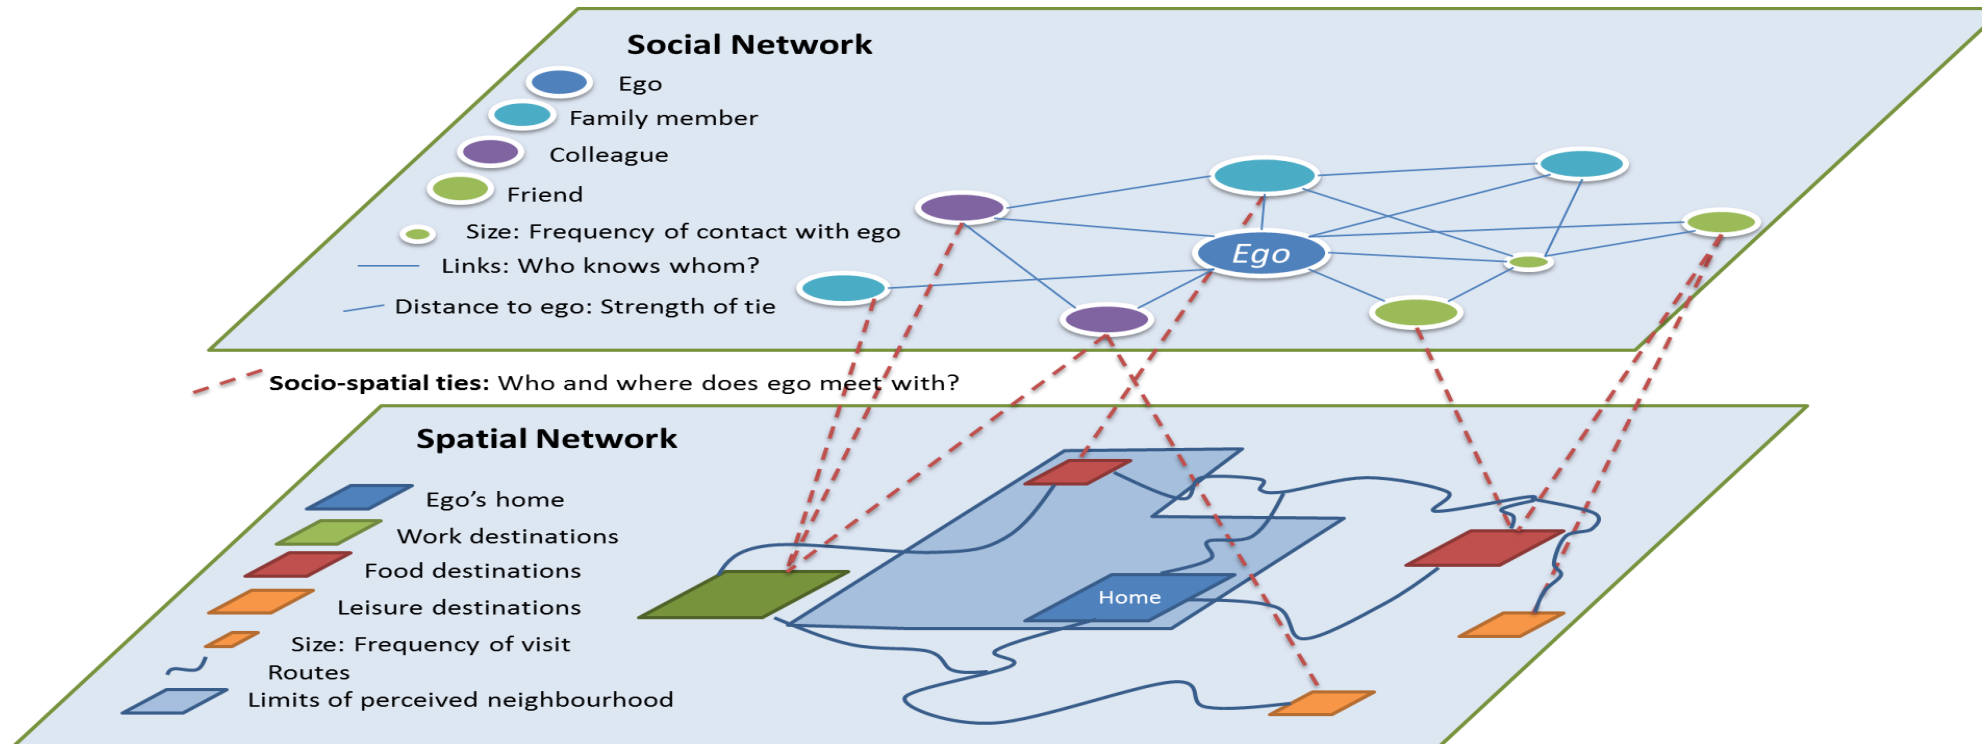 Social Network
Ego
Family member
Colleague
Friend
Size: Frequency of contact with ego
Links: Who knows whom?
Distance to ego: Strength of tie
Ego
Socio-spatial ties: Who and where does ego meet with?
Spatial Network
Ego’s home
Work destinations
Food destinations
Leisure destinations
Size: Frequency of visit
Routes
Limits of perceived neighbourhood
Home